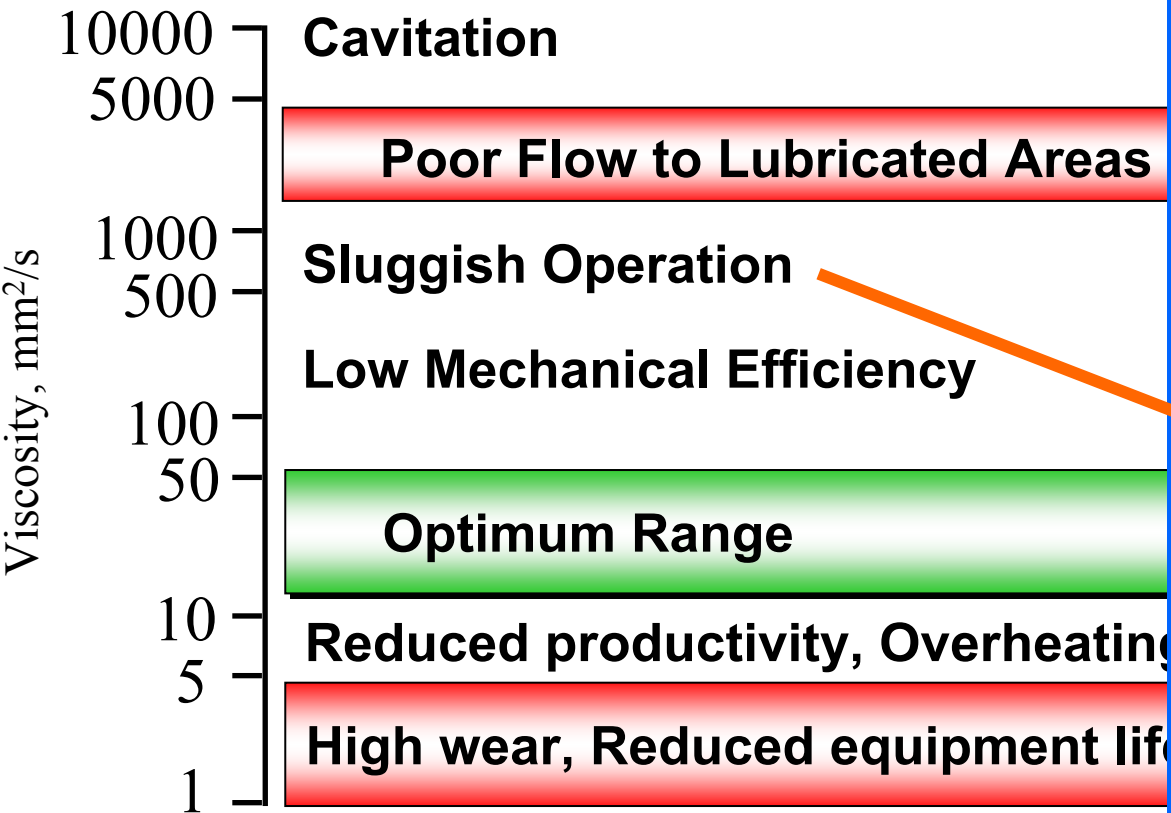 10000
Cavitation
5000
Poor Flow to Lubricated Areas
1000
Sluggish Operation
500
Low Mechanical Efficiency
100
50
Optimum Range
10
Reduced productivity, Overheating
5
High wear, Reduced equipment life
1
Viscosity, mm²/s